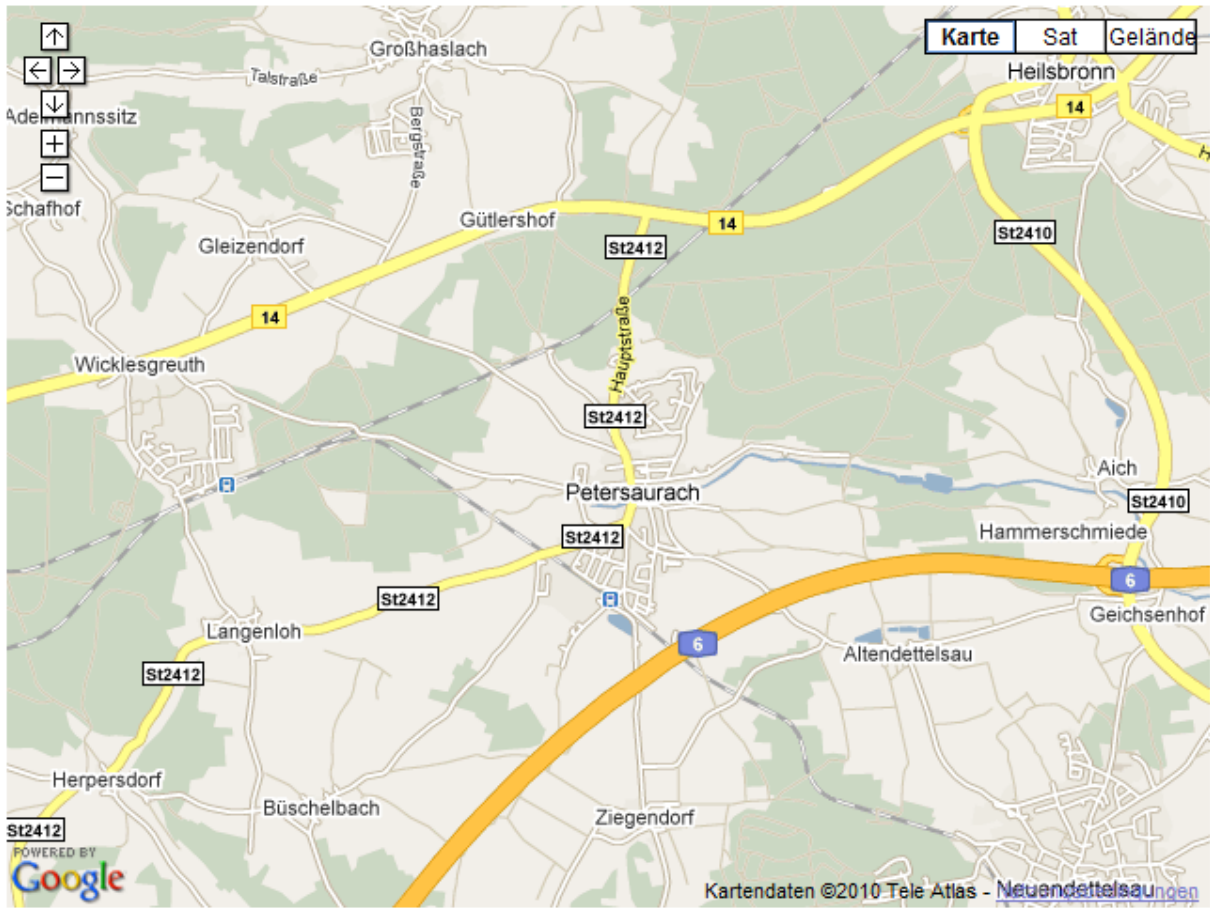 Großhaslach
Karte Sat Gelände
Talstraße
Heilsbronn
Adelmannssitz
14
Bergstraße
Schafhof
H
Gütlershof
14
St2412
St2410
Gleizendorf
14
Hauptstraße
Wicklesgreuth
St2412
Aich
Petersaurach
St2410
St2412
Hammerschmiede
6
St2412
Geichsenhof
Langenloh
6
Altendettelsau
St2412
Herpersdorf
Büschelbach
Ziegendorf
St2412
POWERED BY
Google
Kartendaten ©2010 Tele Atlas - Neuendettelsau